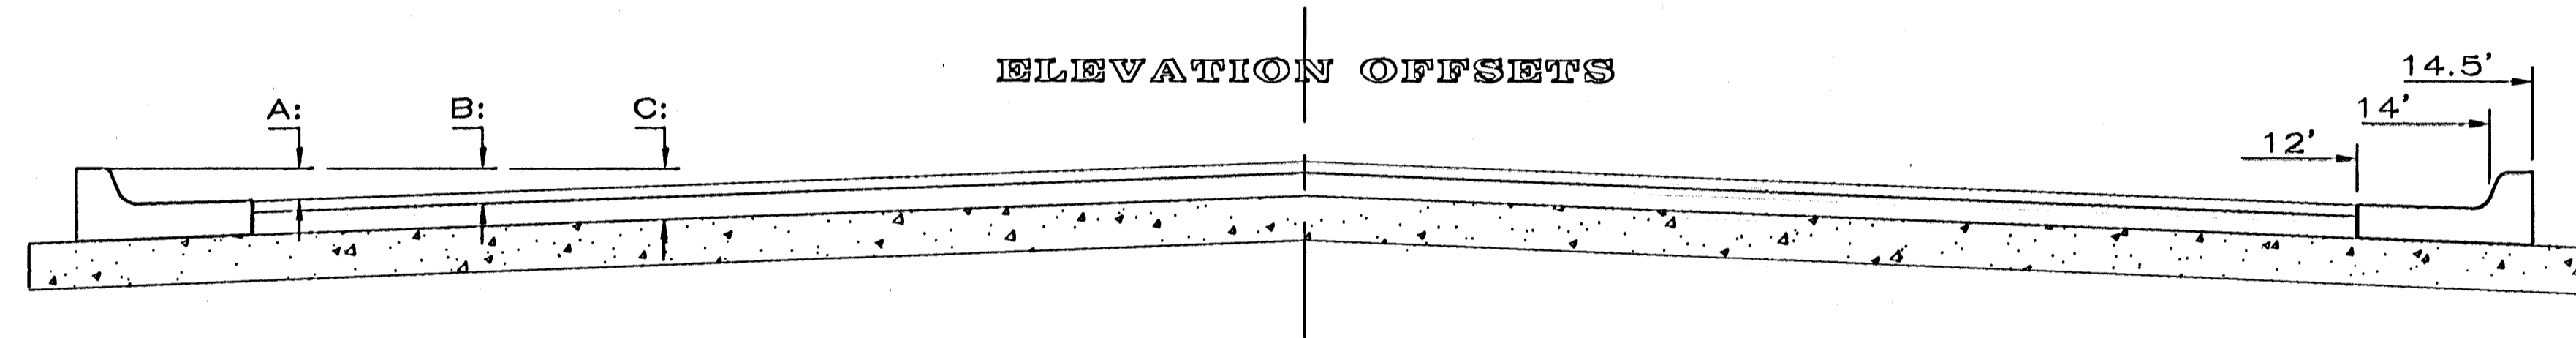 ELEVATION OFFSETS
14.5'
A:
B:
C:
14'
12'